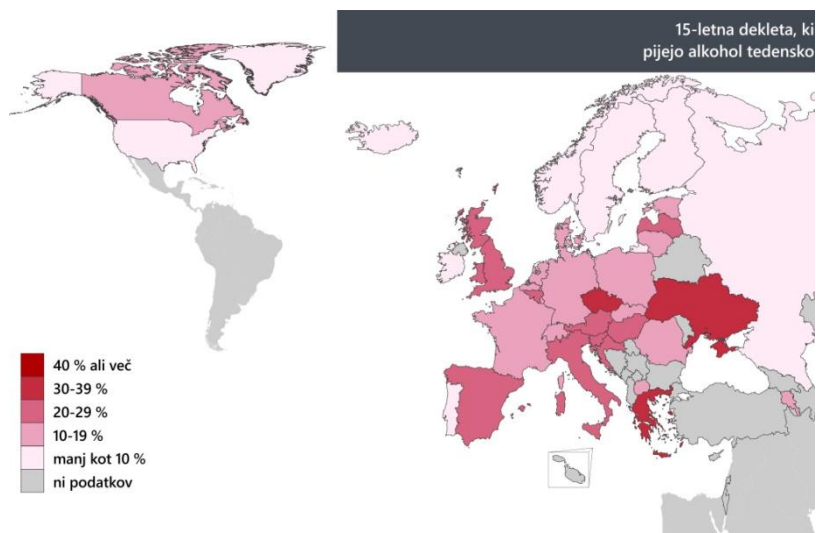 15-letna dekleta, ki
pijejo alkohol tedensko
40 % ali več
30-39 %
20-29 %
10-19 %
manj kot 10 %
ni podatkov